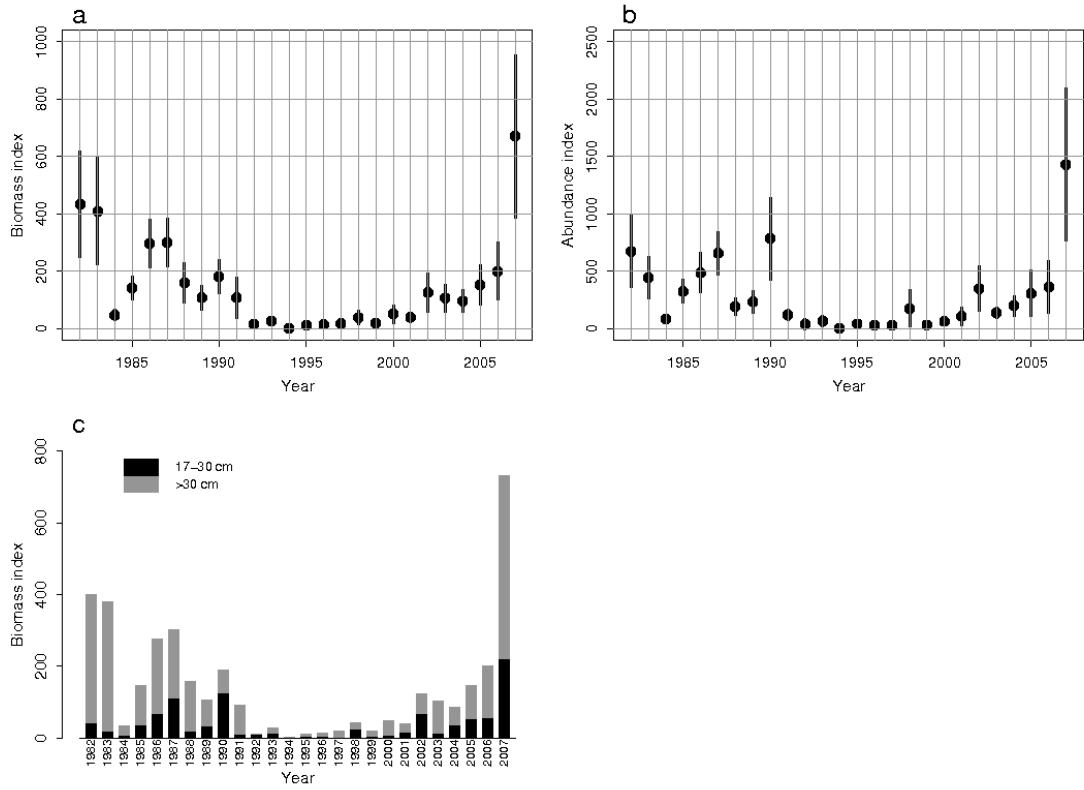 a
1000
800
600
400
200
0
Biomass index
1985 1990 1995 2000 2005
Year
b
2500
2000
1500
1000
500
0
Abundance index
1985 1990 1995 2000 2005
Year
c
800
600
400
200
0
Biomass index
17−30 cm
>30 cm
1982 1983 1984 1985 1986 1987 1988 1989 1990 1991 1992 1993 1994 1995 1996 1997 1998 1999 2000 2001 2002 2003 2004 2005 2006 2007
Year